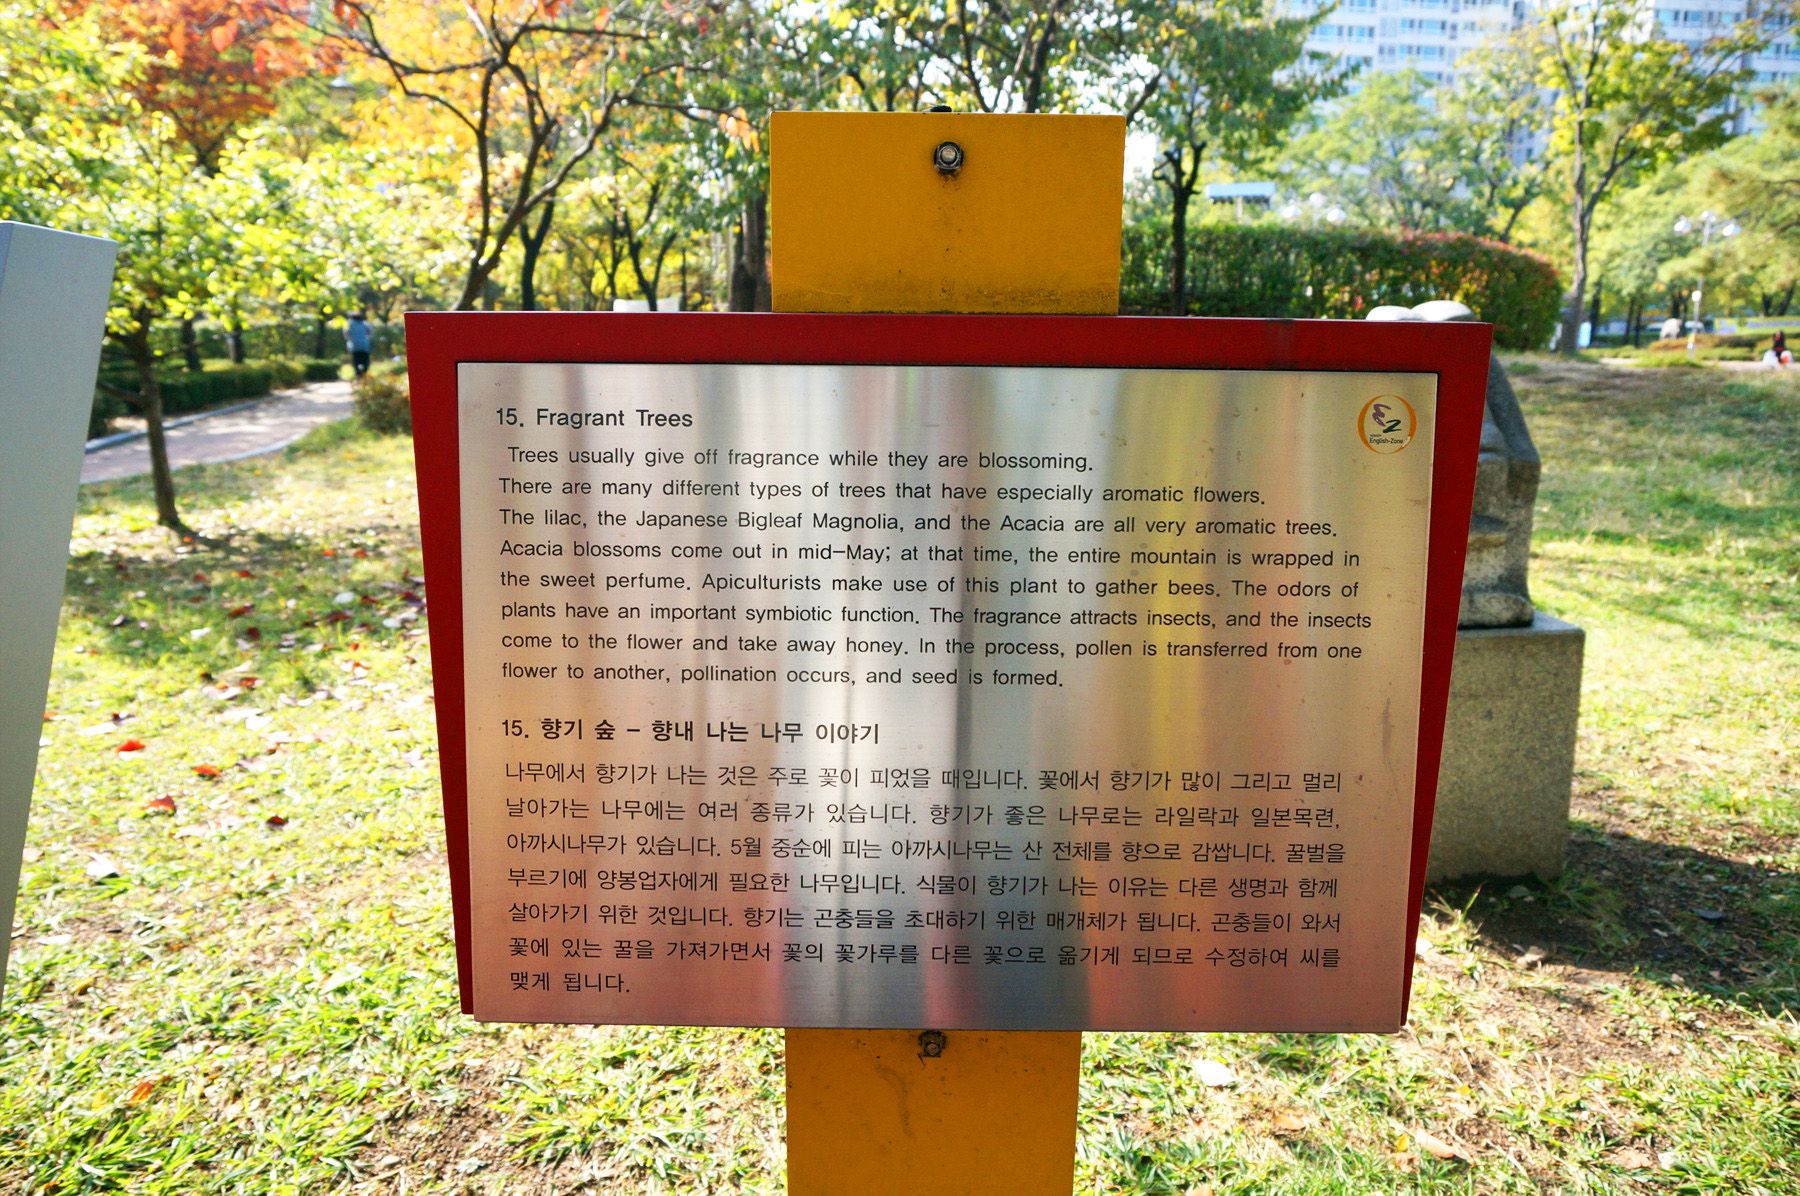 15. Fragrant Trees
Trees usually give off fragrance while they are blossoming.
There are many different types of trees that have especially aromatic flowers.
The lilac, the Japanese Bigleaf Magnolia, and the Acacia are all very aromatic trees.
Acacia blossoms come out in mid-May; at that time, the entire mountain is wrapped in
the sweet perfume. Apiculturists make use of this plant to gather bees. The odors of
plants have an important symbiotic function. The fragrance attracts insects, and the insects
come to the flower and take away honey. In the process, pollen is transferred from one
flower to another, pollination occurs, and seed is formed.
English-Zone
15. 향기 숲 - 향내 나는 나무 이야기
나무에서 향기가 나는 것은 주로 꽃이 피었을 때입니다. 꽃에서 향기가 많이 그리고 멀리
날아가는 나무에는 여러 종류가 있습니다. 향기가 좋은 나무로는 라일락과 일본목련,
아까시나무가 있습니다. 5월 중순에 피는 아까시나무는 산 전체를 향으로 감쌉니다. 꿀벌을
부르기에 양봉업자에게 필요한 나무입니다. 식물이 향기가 나는 이유는 다른 생명과 함께
살아가기 위한 것입니다. 향기는 곤충들을 초대하기 위한 매개체가 됩니다. 곤충들이 와서
꽃에 있는 꿀을 가져가면서 꽃의 꽃가루를 다른 꽃으로 옮기게 되므로 수정하여 씨를
맺게 됩니다.